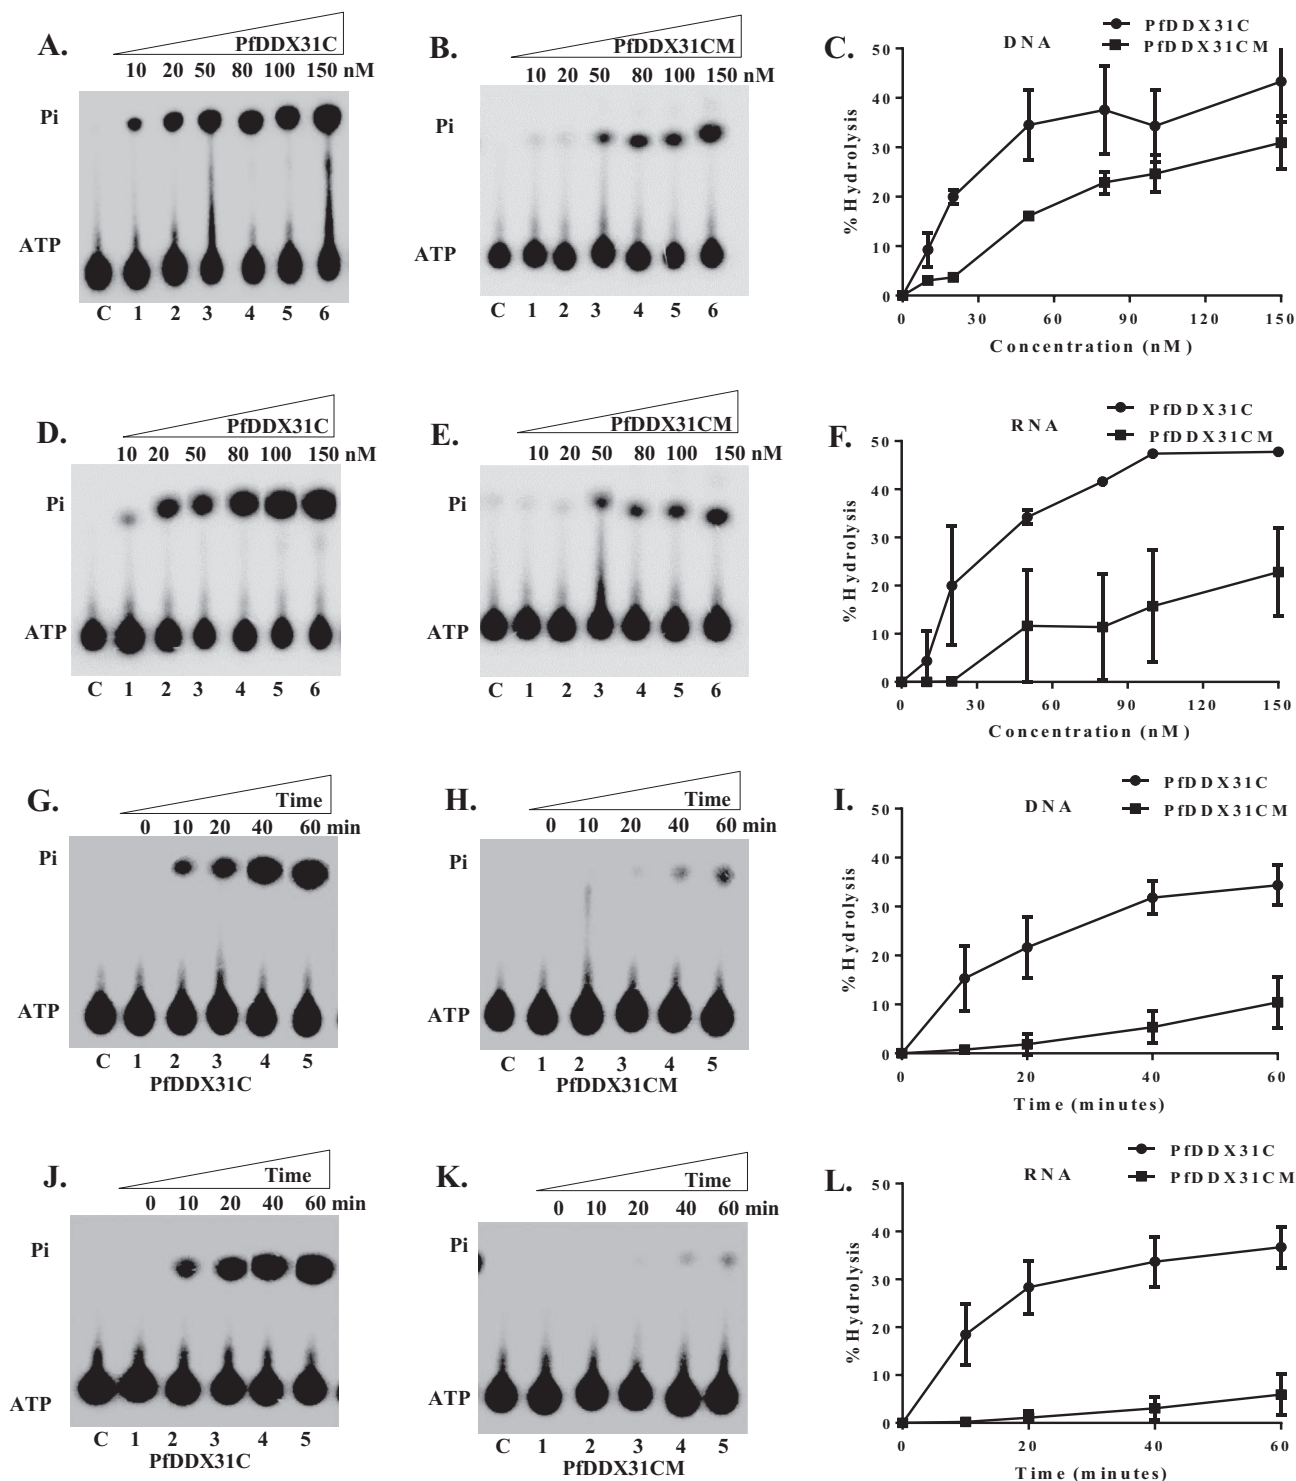 A.
PfDDX31C
10 20 50 80 100 150 nM
Pi
ATP
C 1 2 3 4 5 6
B.
PfDDX31CM
10 20 50 80 100 150 nM
Pi
ATP
C 1 2 3 4 5 6
C.
DNA
PfDDX31C
PfDDX31CM
% Hydrolysis
50
40
30
20
10
0
0 30 60 90 120 150
Concentration (nM)
D.
PfDDX31C
10 20 50 80 100 150 nM
Pi
ATP
C 1 2 3 4 5 6
E.
PfDDX31CM
10 20 50 80 100 150 nM
Pi
ATP
C 1 2 3 4 5 6
F.
RNA
PfDDX31C
PfDDX31CM
% Hydrolysis
50
40
30
20
10
0
0 30 60 90 120 150
Concentration (nM)
G.
Time
0 10 20 40 60 min
Pi
ATP
C 1 2 3 4 5
PfDDX31C
H.
Time
0 10 20 40 60 min
Pi
ATP
C 1 2 3 4 5
PfDDX31CM
I.
DNA
PfDDX31C
PfDDX31CM
% Hydrolysis
50
40
30
20
10
0
0 20 40 60
Time (minutes)
J.
Time
0 10 20 40 60 min
Pi
ATP
C 1 2 3 4 5
PfDDX31C
K.
Time
0 10 20 40 60 min
Pi
ATP
C 1 2 3 4 5
PfDDX31CM
L.
RNA
PfDDX31C
PfDDX31CM
% Hydrolysis
50
40
30
20
10
0
0 20 40 60
Time (minutes)